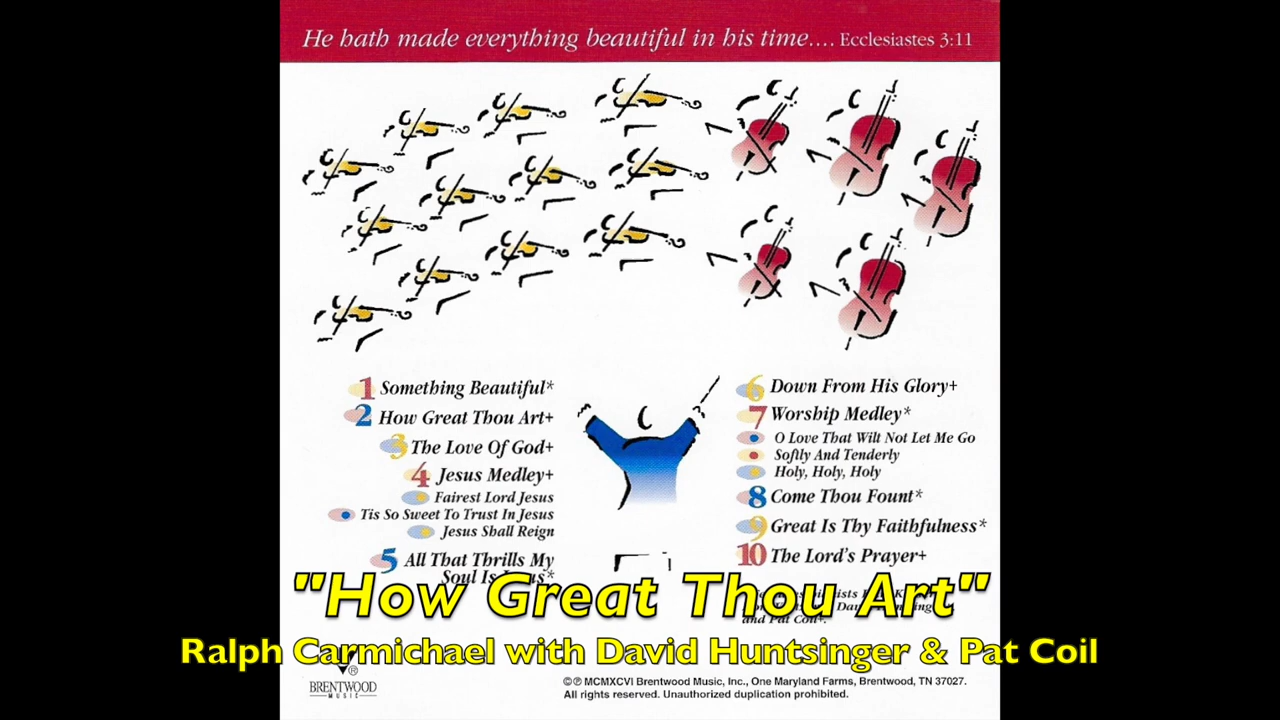 He hath made everything beautiful in his time.... Ecclesiastes 3:11
1 Something Beautiful*
2 How Great Thou Art+
3 The Love Of God+
4 Jesus Medley+
Fairest Lord Jesus
Tis So Sweet To Trust In Jesus
Jesus Shall Reign
5 All That Thrills My
Soul Is Jesus*
6 Down From His Glory+
7 Worship Medley*
O Love That Wilt Not Let Me Go
Softly And Tenderly
Holy, Holy, Holy
8 Come Thou Fount*
9 Great Is Thy Faithfulness*
10 The Lord's Prayer+
and Pat Coil+.
"How Great Thou Art"
Ralph Carmichael with David Huntsinger & Pat Coil
®
BRENTWOOD
MUSIC
©℗ MCMXCVI Brentwood Music, Inc., One Maryland Farms, Brentwood, TN 37027.
All rights reserved. Unauthorized duplication prohibited.